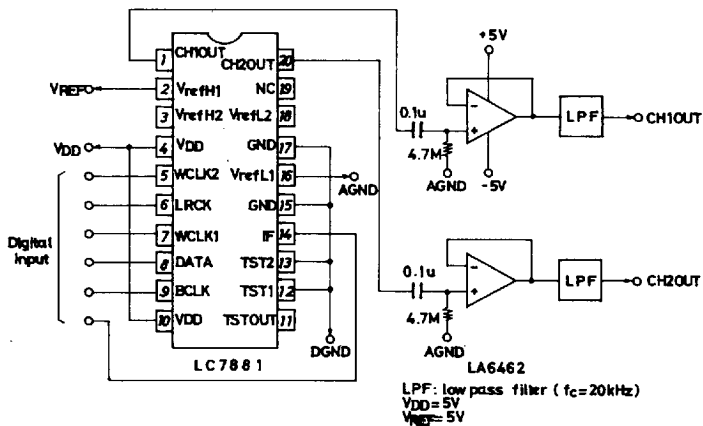 +5V
1 CH1OUT CH2OUT 20
VREF 2 VrefH1 NC 19
3 VrefH2 VrefL2 18
0.1u
LPF CH1OUT
VDD 4 VDD GND 17
4.7M
5 WCLK2 VrefL1 16 AGND
AGND -5V
6 LRCK GND 15
Digital input
7 WCLK1 IF 14
8 DATA TST2 13
0.1u
LPF CH2OUT
9 BCLK TST1 12
4.7M
10 VDD TSTOUT 11
DGND AGND
LC7881 LA6462
LPF: low pass filter (fc=20kHz)
VDD=5V
VREF=5V